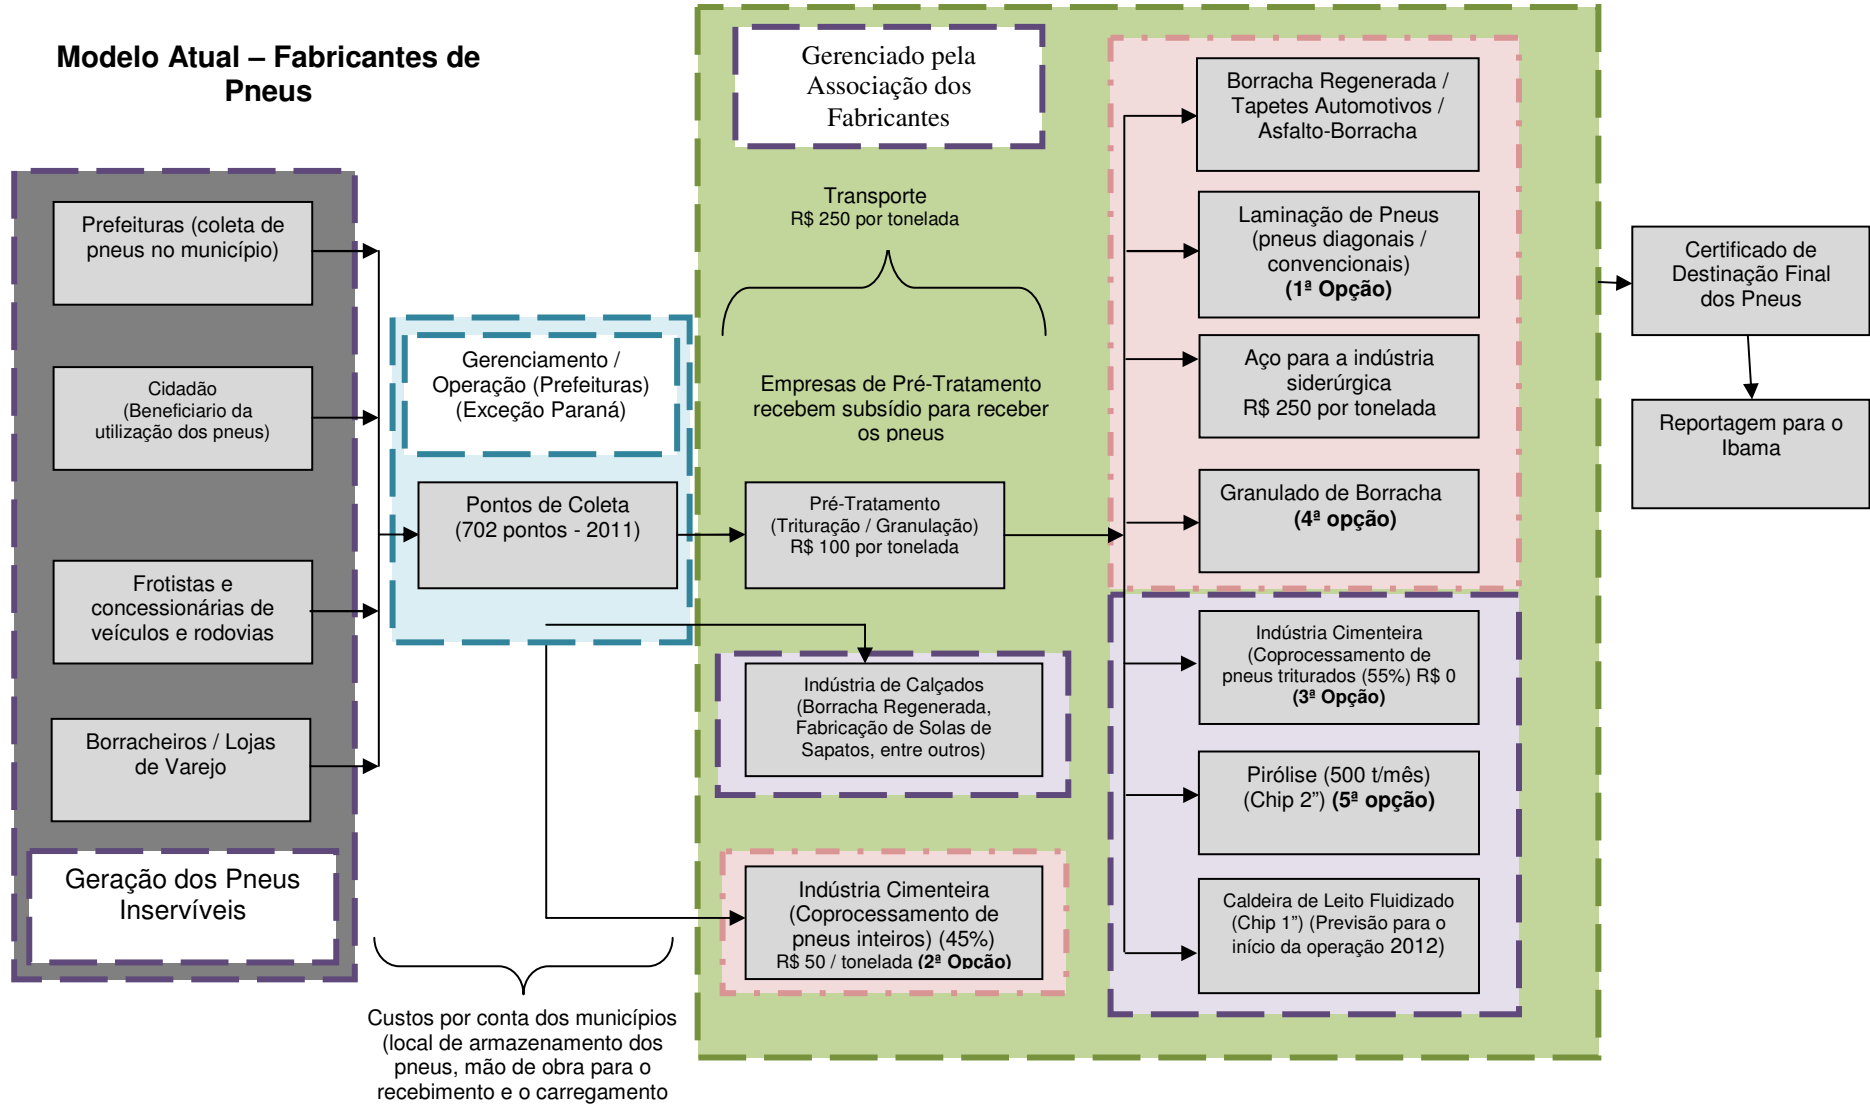 Modelo Atual – Fabricantes de
Pneus
Prefeituras (coleta de
pneus no município)
Cidadão
(Beneficiario da
utilização dos pneus)
Frotistas e
concessionárias de
veículos e rodovias
Borracheiros / Lojas
de Varejo
Geração dos Pneus
Inservíveis
Gerenciamento /
Operação (Prefeituras)
(Exceção Paraná)
Pontos de Coleta
(702 pontos - 2011)
Custos por conta dos municípios
(local de armazenamento dos
pneus, mão de obra para o
recebimento e o carregamento
Gerenciado pela
Associação dos
Fabricantes
Transporte
R$ 250 por tonelada
Empresas de Pré-Tratamento
recebem subsídio para receber
os pneus
Pré-Tratamento
(Trituração / Granulação)
R$ 100 por tonelada
Indústria de Calçados
(Borracha Regenerada,
Fabricação de Solas de
Sapatos, entre outros)
Indústria Cimenteira
(Coprocessamento de
pneus inteiros) (45%)
R$ 50 / tonelada (2ª Opção)
Borracha Regenerada /
Tapetes Automotivos /
Asfalto-Borracha
Laminação de Pneus
(pneus diagonais /
convencionais)
(1ª Opção)
Aço para a indústria
siderúrgica
R$ 250 por tonelada
Granulado de Borracha
(4ª opção)
Indústria Cimenteira
(Coprocessamento de
pneus triturados (55%) R$ 0
(3ª Opção)
Pirólise (500 t/mês)
(Chip 2”) (5ª opção)
Caldeira de Leito Fluidizado
(Chip 1”) (Previsão para o
início da operação 2012)
Certificado de
Destinação Final
dos Pneus
Reportagem para o
Ibama